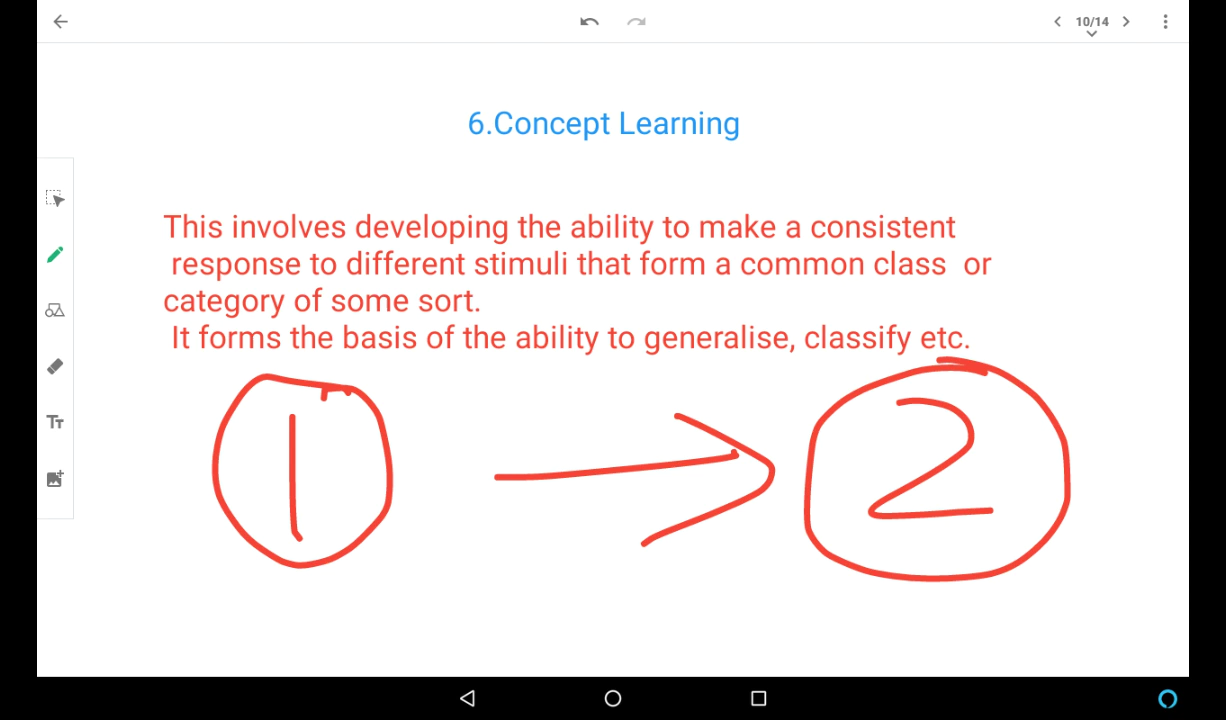 10/14
6.Concept Learning
This involves developing the ability to make a consistent
response to different stimuli that form a common class or
category of some sort.
It forms the basis of the ability to generalise, classify etc.
1 → 2
Tт